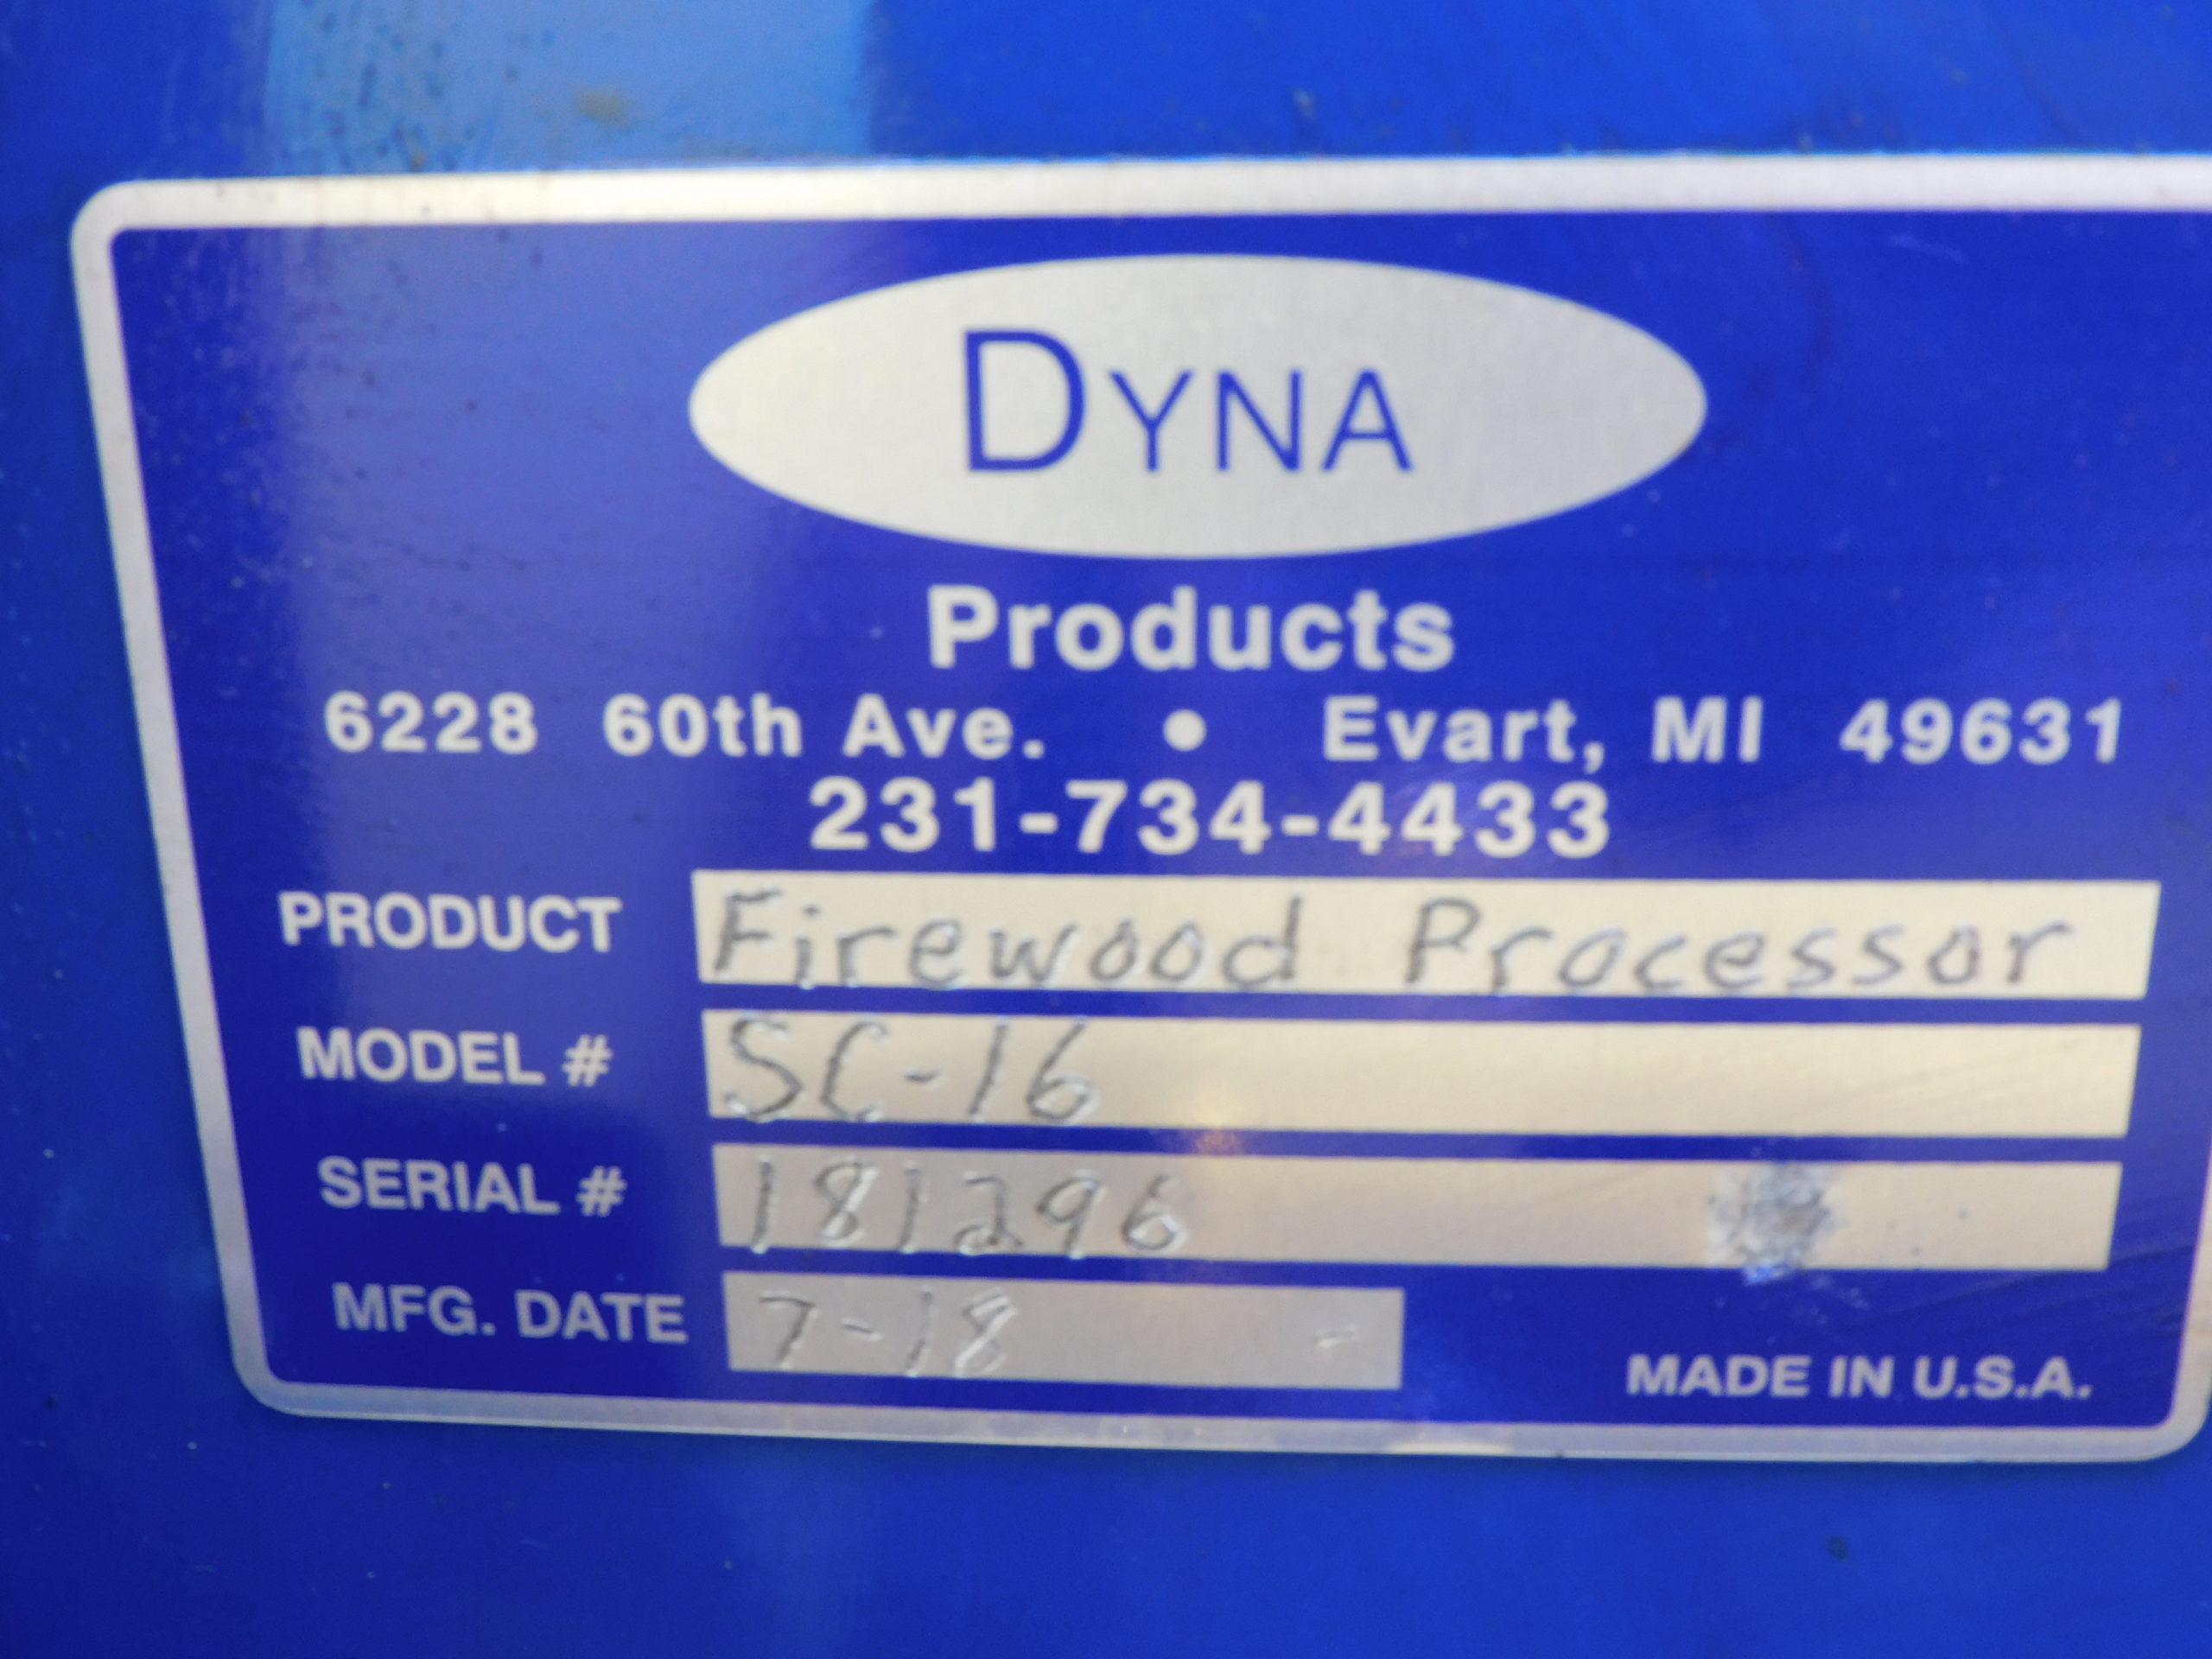 DYNA
Products
6228 60th Ave. • Evart, MI 49631
231-734-4433
PRODUCT Firewood Processor
MODEL # SC-16
SERIAL # 181296
MFG. DATE 7-18
MADE IN U.S.A.